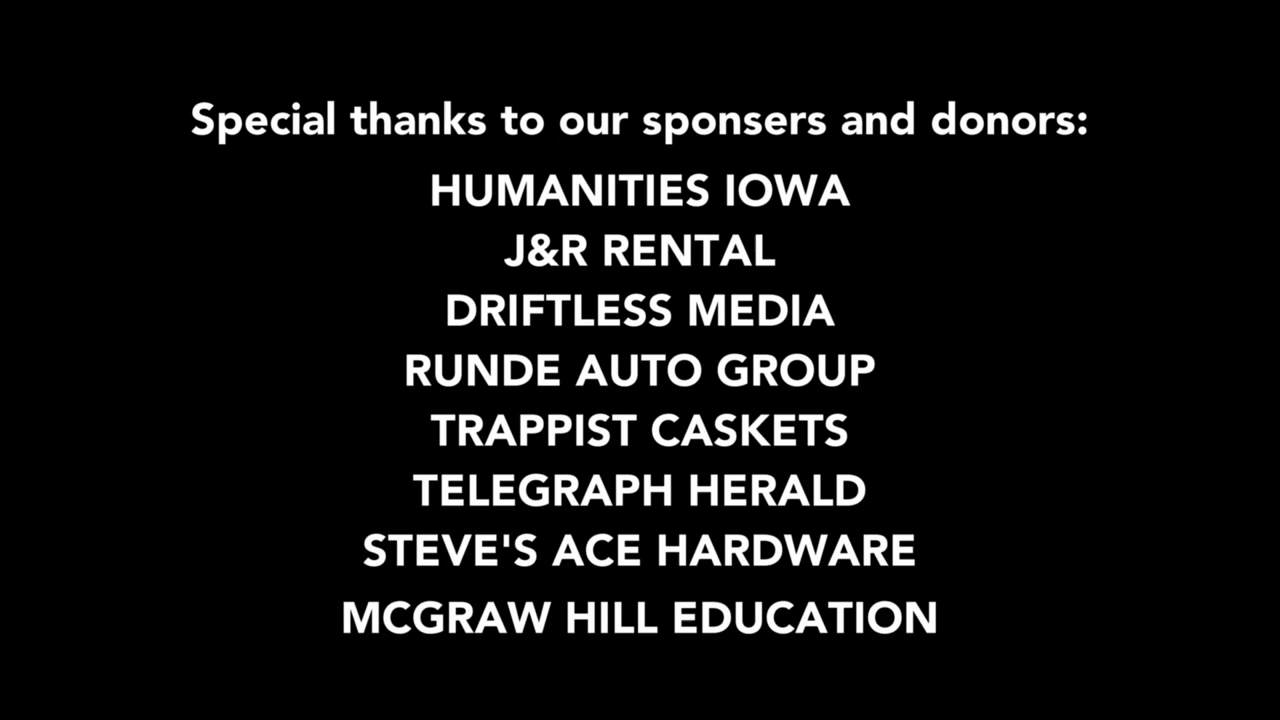 Special thanks to our sponsers and donors:
HUMANITIES IOWA
J&R RENTAL
DRIFTLESS MEDIA
RUNDE AUTO GROUP
TRAPPIST CASKETS
TELEGRAPH HERALD
STEVE'S ACE HARDWARE
MCGRAW HILL EDUCATION